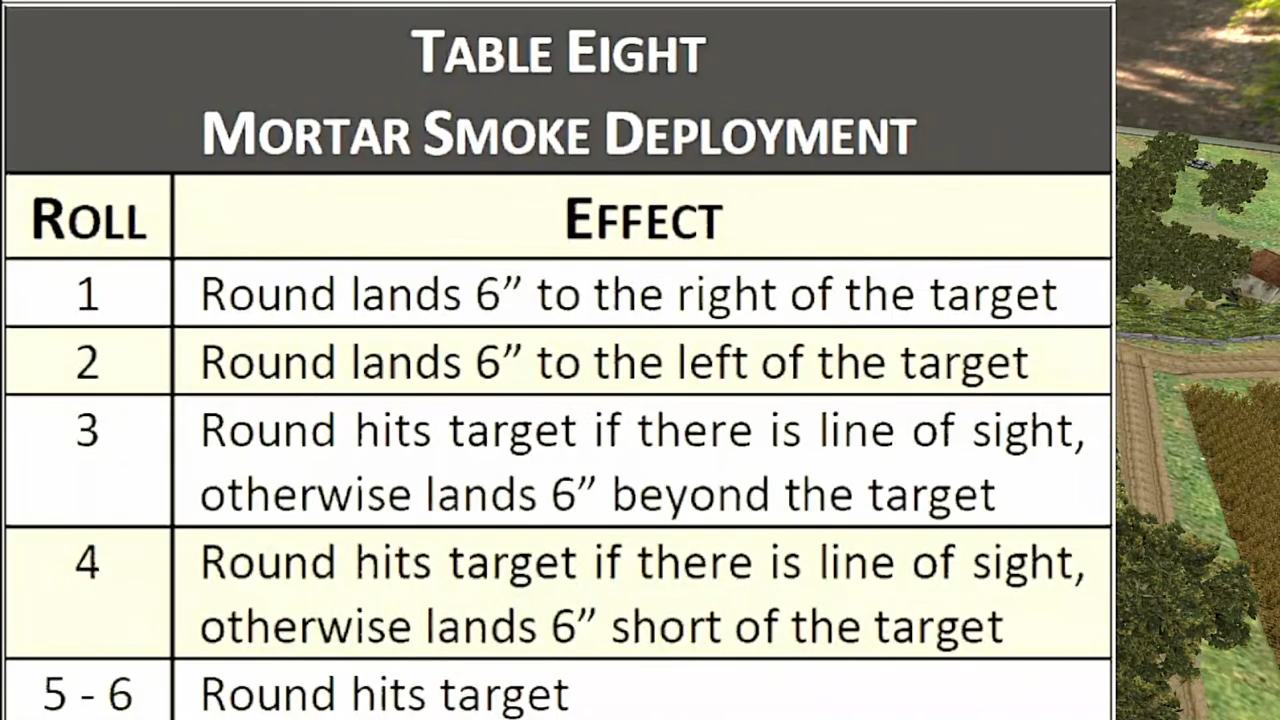 TABLE EIGHT
MORTAR SMOKE DEPLOYMENT
ROLL EFFECT
1 Round lands 6” to the right of the target
2 Round lands 6” to the left of the target
3 Round hits target if there is line of sight,
otherwise lands 6” beyond the target
4 Round hits target if there is line of sight,
otherwise lands 6” short of the target
5 - 6 Round hits target